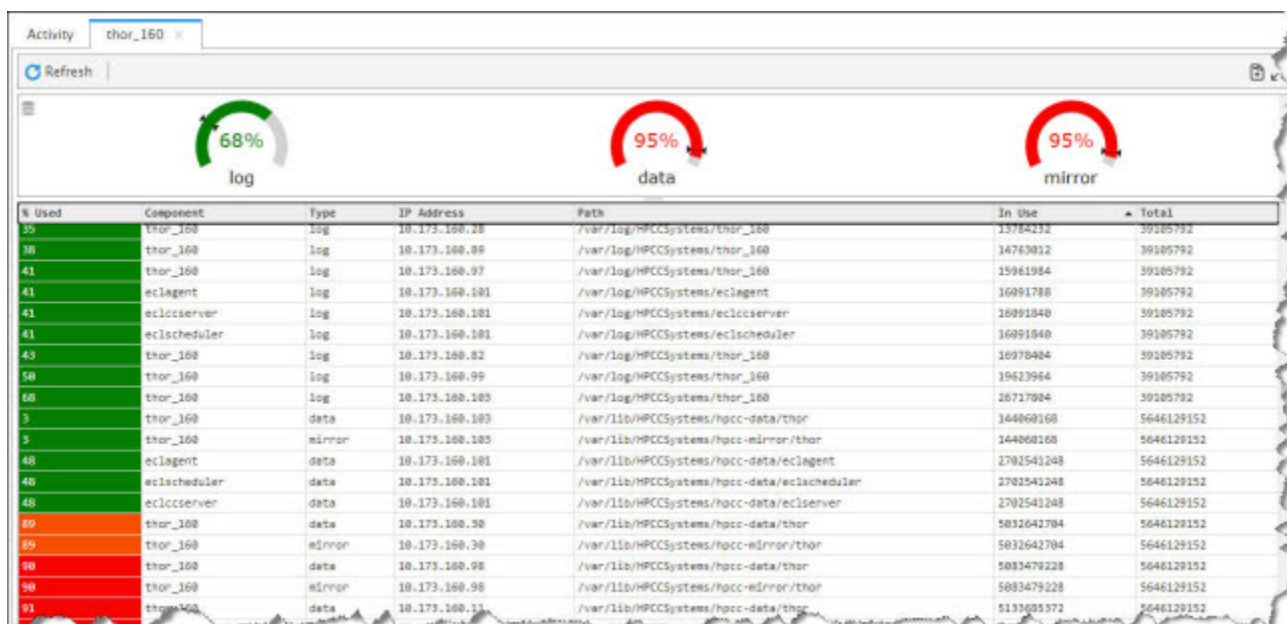 Activity thor_160 ×
Refresh
68% 95% 95%
log data mirror
% Used Component Type IP Address Path In Use Total
35 thor_160 log 10.173.160.28 /var/log/HPCCSystems/thor_160 13784232 39105792
38 thor_160 log 10.173.160.89 /var/log/HPCCSystems/thor_160 14763012 39105792
41 thor_160 log 10.173.160.97 /var/log/HPCCSystems/thor_160 15961984 39105792
41 eclagent log 10.173.160.101 /var/log/HPCCSystems/eclagent 16091788 39105792
41 eclccserver log 10.173.160.101 /var/log/HPCCSystems/eclccserver 16091840 39105792
41 eclscheduler log 10.173.160.101 /var/log/HPCCSystems/eclscheduler 16091840 39105792
43 thor_160 log 10.173.160.82 /var/log/HPCCSystems/thor_160 16978404 39105792
50 thor_160 log 10.173.160.99 /var/log/HPCCSystems/thor_160 19623964 39105792
68 thor_160 log 10.173.160.103 /var/log/HPCCSystems/thor_160 26717804 39105792
3 thor_160 data 10.173.160.103 /var/lib/HPCCSystems/hpcc-data/thor 144060168 5646129152
3 thor_160 mirror 10.173.160.103 /var/lib/HPCCSystems/hpcc-mirror/thor 144060168 5646129152
48 eclagent data 10.173.160.101 /var/lib/HPCCSystems/hpcc-data/eclagent 2702541248 5646129152
48 eclscheduler data 10.173.160.101 /var/lib/HPCCSystems/hpcc-data/eclscheduler 2702541248 5646129152
48 eclccserver data 10.173.160.101 /var/lib/HPCCSystems/hpcc-data/eclserver 2702541248 5646129152
89 thor_160 data 10.173.160.30 /var/lib/HPCCSystems/hpcc-data/thor 5032642704 5646129152
89 thor_160 mirror 10.173.160.30 /var/lib/HPCCSystems/hpcc-mirror/thor 5032642704 5646129152
90 thor_160 data 10.173.160.98 /var/lib/HPCCSystems/hpcc-data/thor 5083479228 5646129152
90 thor_160 mirror 10.173.160.98 /var/lib/HPCCSystems/hpcc-mirror/thor 5083479228 5646129152
91 thor_160 data 10.173.160.11 /var/lib/HPCCSystems/hpcc-data/thor 5133685372 5646129152